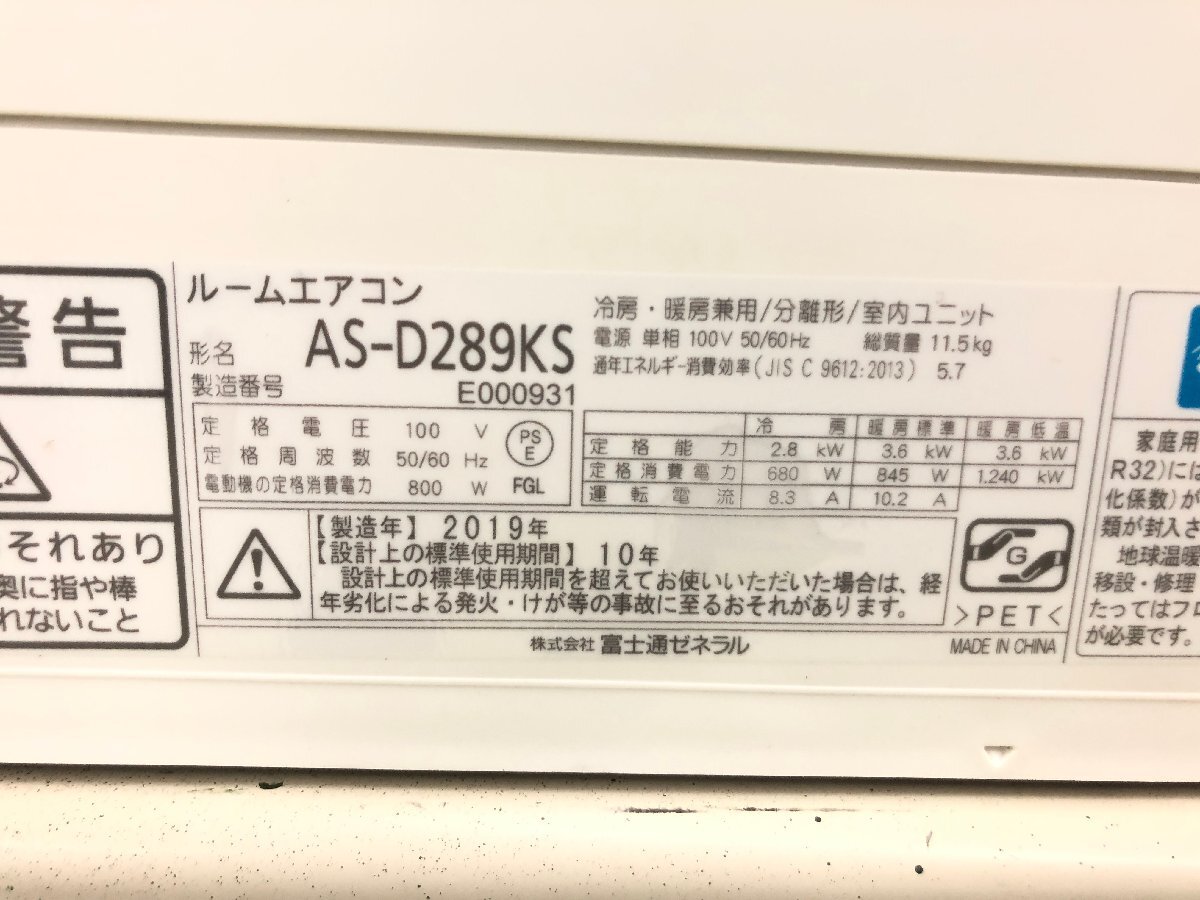 警告
それあり
奥に指や棒
れないこと
ルームエアコン
形名 AS-D289KS
製造番号 E000931
冷房・暖房兼用/分離形/室内ユニット
電源 単相 100V 50/60Hz 総質量 11.5kg
通年エネルギー消費効率(JIS C 9612:2013) 5.7
定格電圧 100 V
定格周波数 50/60 Hz
電動機の定格消費電力 800 W
PS
E
FGL
冷房 暖房標準 暖房低温
定格能力 2.8 kW 3.6 kW 3.6 kW
定格消費電力 680 W 845 W 1,240 kW
運転電流 8.3 A 10.2 A
【製造年】 2019年
【設計上の標準使用期間】 10年
設計上の標準使用期間を超えてお使いいただいた場合は、経
年劣化による発火・けが等の事故に至るおそれがあります。
G
>PET<
株式会社 富士通ゼネラル
MADE IN CHINA
家庭用
R32)には
化係数)が
類が封入さ
地球温暖
移設・修理
たってはフロ
が必要です。